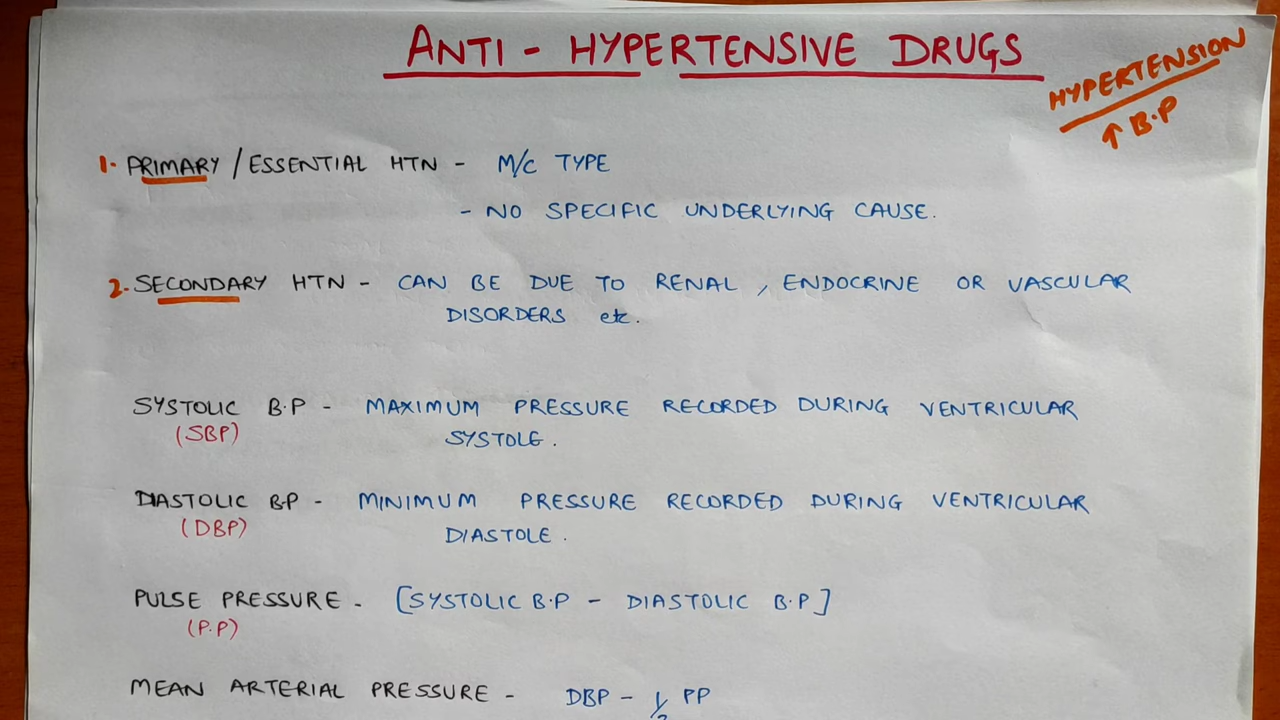 ANTI - HYPERTENSIVE DRUGS
HYPERTENSION
↑ B.P
1. PRIMARY / ESSENTIAL HTN - M/C TYPE
- NO SPECIFIC UNDERLYING CAUSE.
2. SECONDARY HTN - CAN BE DUE TO RENAL, ENDOCRINE OR VASCULAR
DISORDERS etc.
SYSTOLIC B.P - MAXIMUM PRESSURE RECORDED DURING VENTRICULAR
(SBP) SYSTOLE.
DIASTOLIC B.P - MINIMUM PRESSURE RECORDED DURING VENTRICULAR
(DBP) DIASTOLE.
PULSE PRESSURE - [SYSTOLIC B.P - DIASTOLIC B.P]
(P.P)
MEAN ARTERIAL PRESSURE - DBP - PP